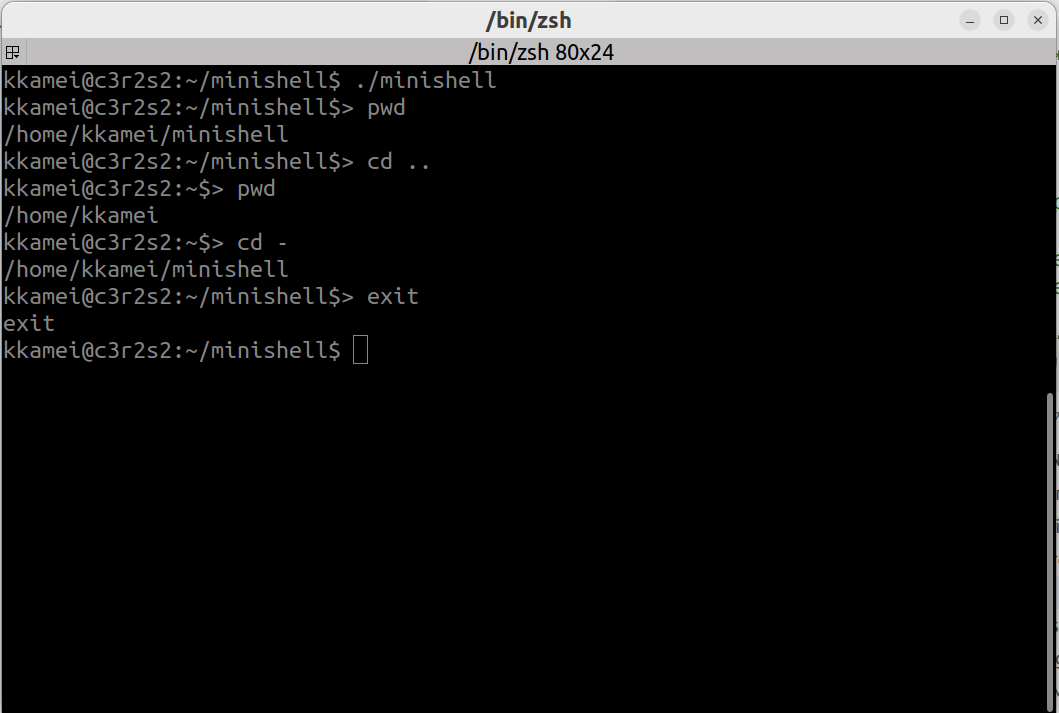 /bin/zsh
/bin/zsh 80x24
kkamei@c3r2s2:~/minishell$ ./minishell
kkamei@c3r2s2:~/minishell$> pwd
/home/kkamei/minishell
kkamei@c3r2s2:~/minishell$> cd ..
kkamei@c3r2s2:~$> pwd
/home/kkamei
kkamei@c3r2s2:~$> cd -
/home/kkamei/minishell
kkamei@c3r2s2:~/minishell$> exit
exit
kkamei@c3r2s2:~/minishell$